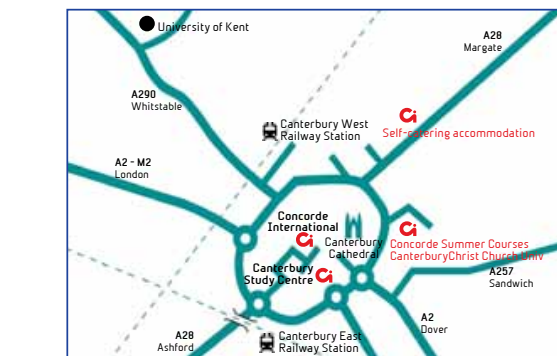 University of Kent
A28
Margate
A290
Whitstable
Canterbury West
Railway Station
Self-catering accommodation
A2 - M2
London
Concorde
International
Canterbury
Cathedral
Concorde Summer Courses
CanterburyChrist Church Univ
Canterbury
Study Centre
A257
Sandwich
A2
Dover
A28
Ashford
Canterbury East
Railway Station